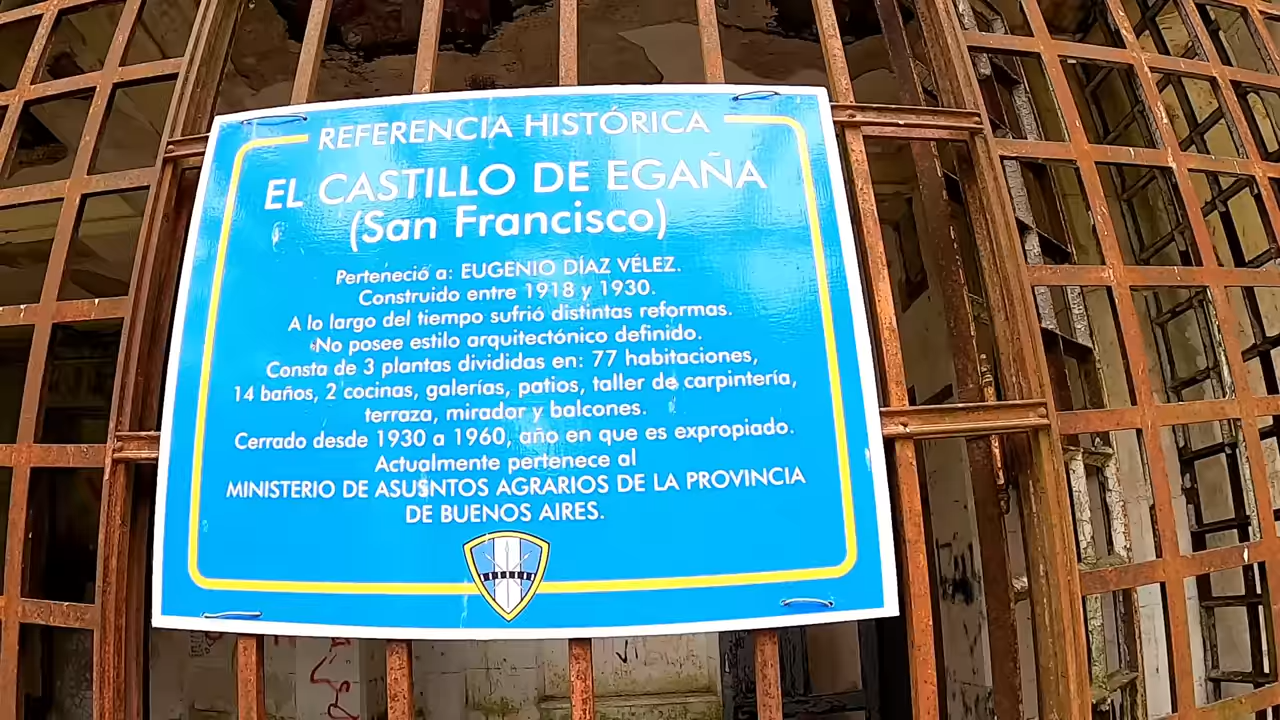 REFERENCIA HISTÓRICA
EL CASTILLO DE EGAÑA
(San Francisco)
Perteneció a: EUGENIO DÍAZ VÉLEZ.
Construido entre 1918 y 1930.
A lo largo del tiempo sufrió distintas reformas.
No posee estilo arquitectónico definido.
Consta de 3 plantas divididas en: 77 habitaciones,
14 baños, 2 cocinas, galerías, patios, taller de carpintería,
terraza, mirador y balcones.
Cerrado desde 1930 a 1960, año en que es expropiado.
Actualmente pertenece al
MINISTERIO DE ASUSNTOS AGRARIOS DE LA PROVINCIA
DE BUENOS AIRES.